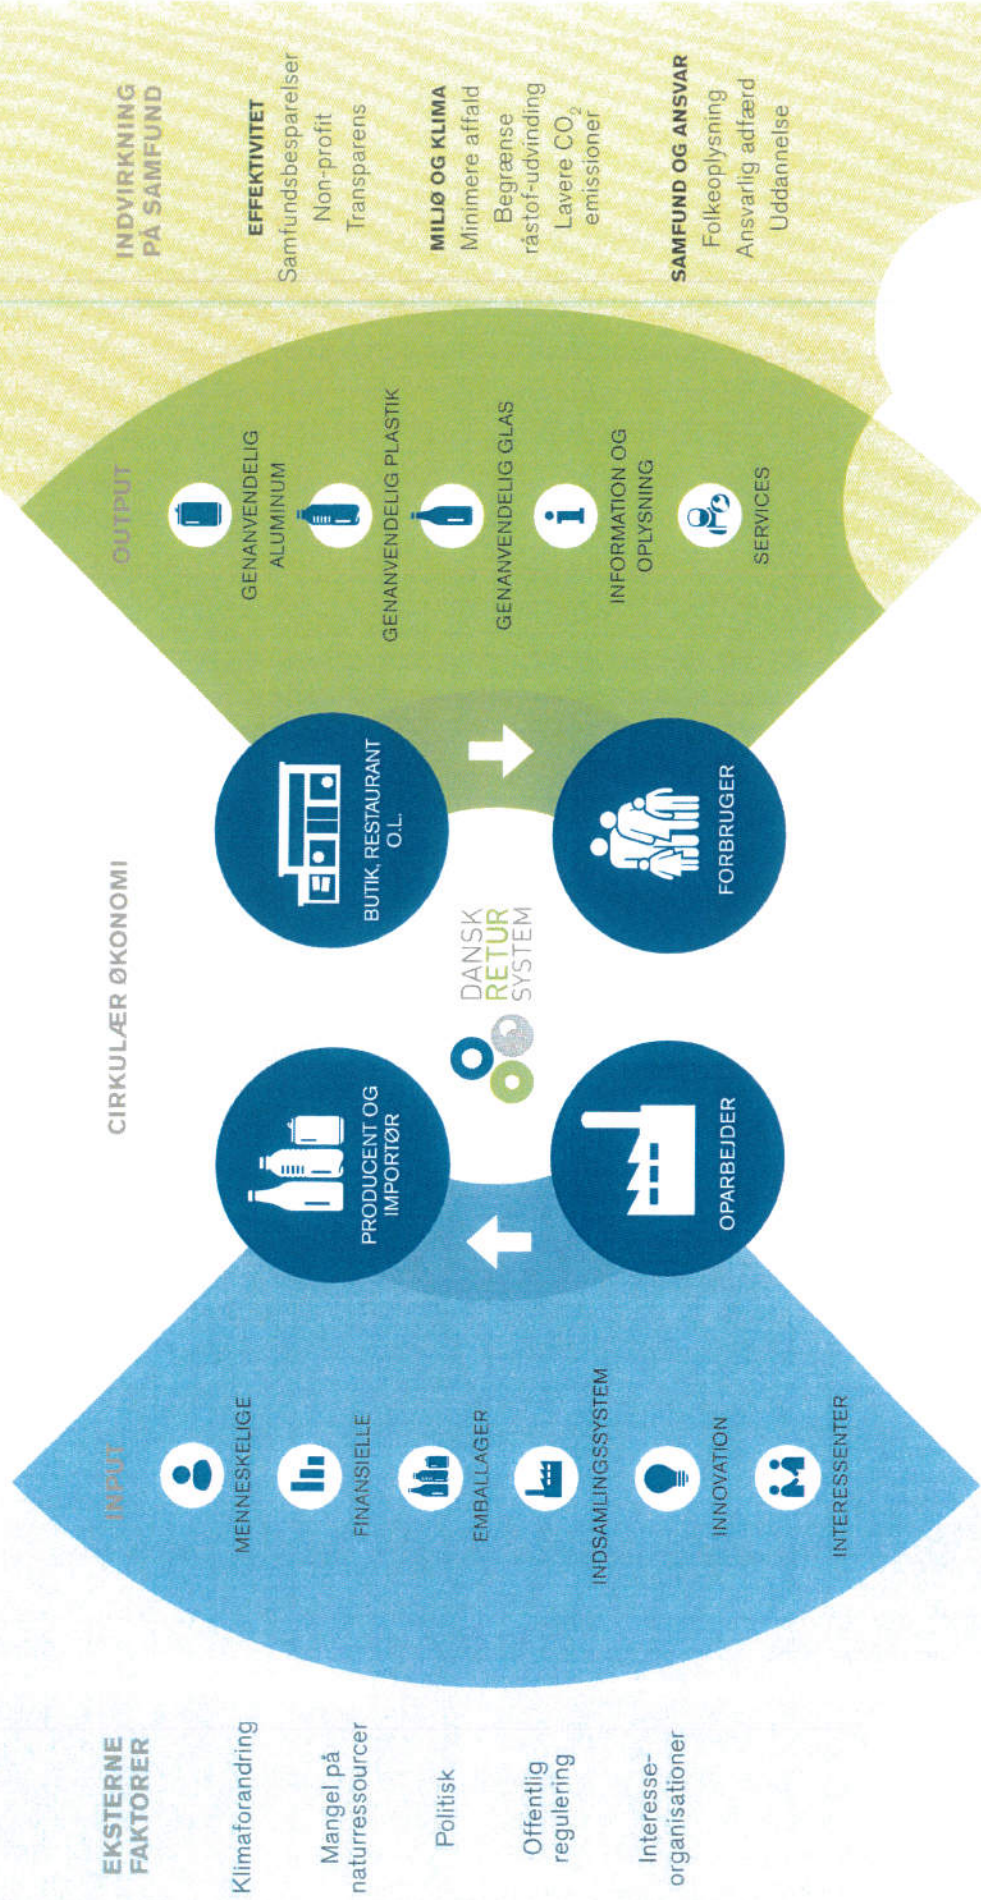 EKSTERNE
FAKTORER
Klimaforandring
Mangel på
naturressourcer
Politisk
Offentlig
regulering
Interesse-
organisationer
INPUT
MENNESKELIGE
FINANSIELLE
EMBALLAGER
INDSAMLINGSSYSTEM
INNOVATION
INTERESSENTER
CIRKULÆR ØKONOMI
PRODUCENT OG
IMPORTØR
OPARBEJDER
DANSK
RETUR
SYSTEM
BUTIK, RESTAURANT
O.L.
FORBRUGER
OUTPUT
GENANVENDELIG
ALUMINUM
GENANVENDELIG PLASTIK
GENANVENDELIG GLAS
i
INFORMATION OG
OPLYSNING
SERVICES
INDVIRKNING
PÅ SAMFUND
EFFEKTIVITET
Samfundsbesparelser
Non-profit
Transparens
MILJØ OG KLIMA
Minimere affald
Begrænse
råstof-udvinding
Lavere CO₂
emissioner
SAMFUND OG ANSVAR
Folkeoplysning
Ansvarlig adfærd
Uddannelse